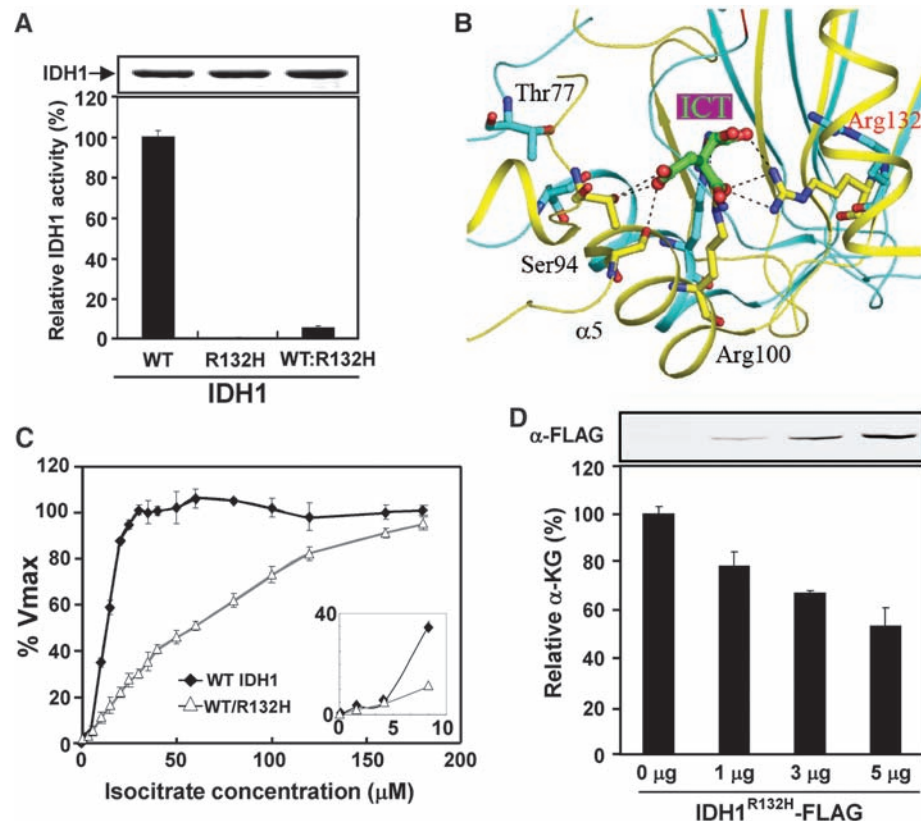 A
IDH1
Relative IDH1 activity (%)
120
100
80
60
40
20
0
WT
R132H
WT:R132H
IDH1
B
Thr77
ICT
Arg132
Ser94
α5
Arg100
C
% Vmax
120
100
80
60
40
20
0
WT IDH1
WT/R132H
40
0
0
5
10
0
50
100
150
200
Isocitrate concentration (μM)
D
α-FLAG
Relative α-KG (%)
120
100
80
60
40
20
0
0 μg
1 μg
3 μg
5 μg
IDH1R132H-FLAG